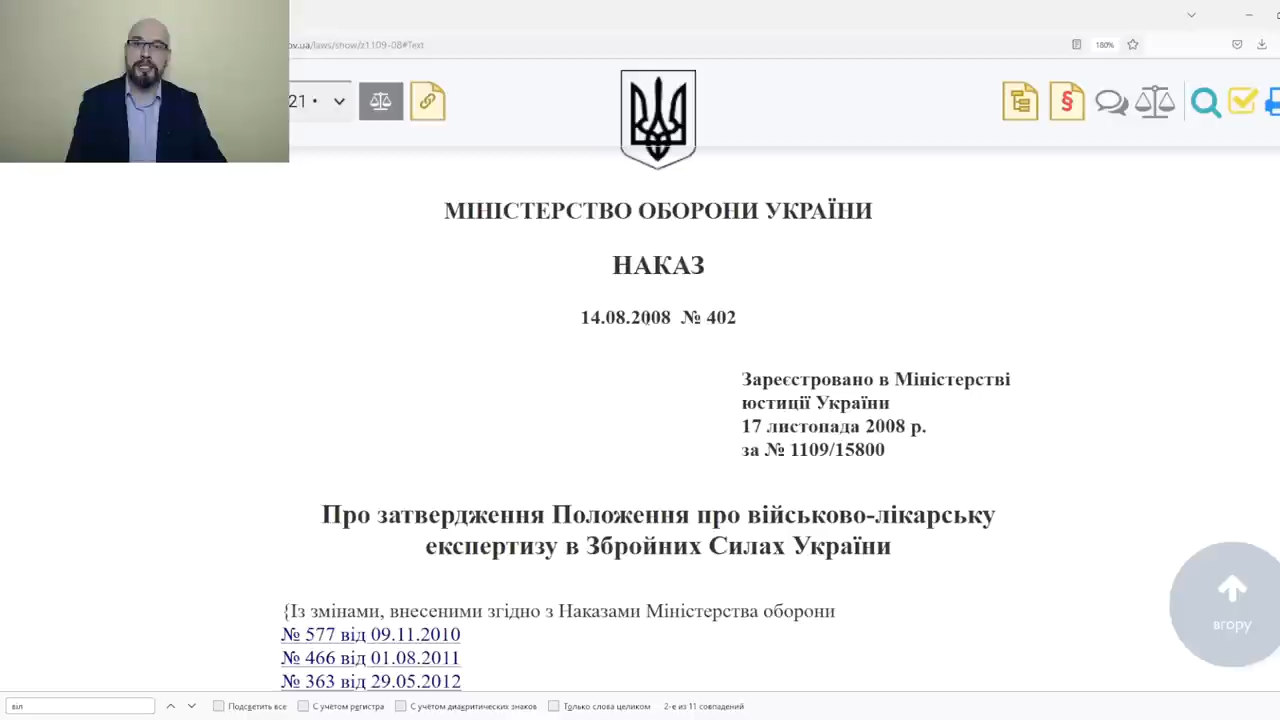 ov.ua/laws/show/z1109-08#Text
180%
21 •
§
МІНІСТЕРСТВО ОБОРОНИ УКРАЇНИ
НАКАЗ
14.08.2008 № 402
Зареєстровано в Міністерстві
юстиції України
17 листопада 2008 р.
за № 1109/15800
Про затвердження Положення про військово-лікарську
експертизу в Збройних Силах України
{Із змінами, внесеними згідно з Наказами Міністерства оборони
№ 577 від 09.11.2010
№ 466 від 01.08.2011
№ 363 від 29.05.2012
вгору
віл
Подсветить все
С учётом регистра
С учётом диакритических знаков
Только слова целиком
2-е из 11 совпадений